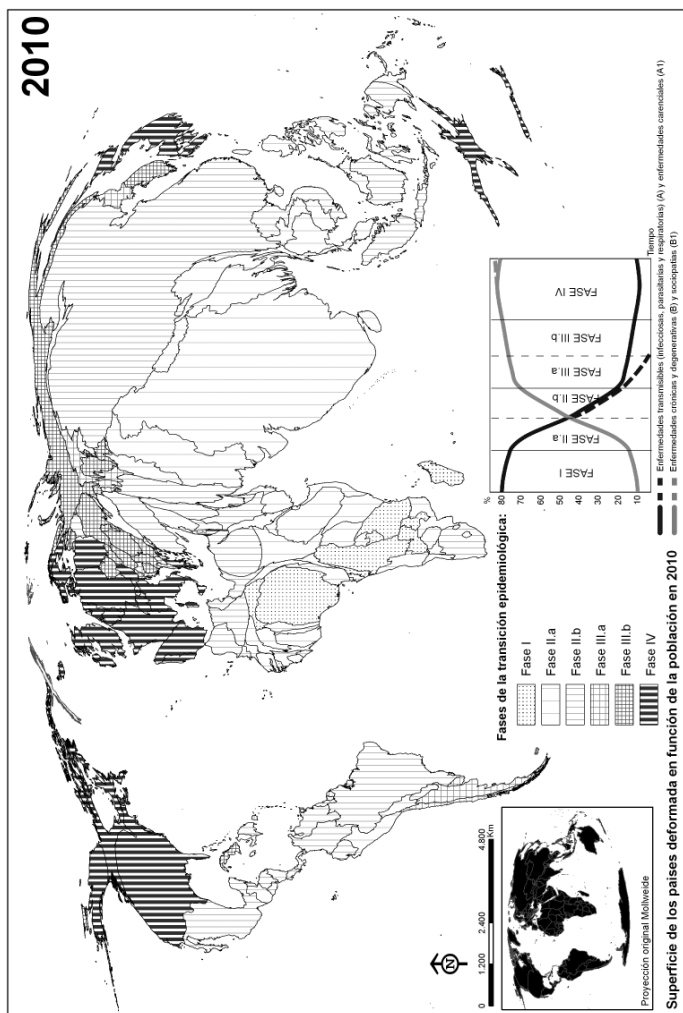 2010
%
80
70
60
50
40
30
20
10
FASE I
FASE II.a
FASE II.b
FASE III.a
FASE III.b
FASE IV
Tiempo
Enfermedades transmisibles (infecciosas, parasitarias y respiratorias) (A) y enfermedades carenciales (A1)
Enfermedades crónicas y degenerativas (B) y sociopatías (B1)
Fases de la transición epidemiológica:
Fase I
Fase II.a
Fase II.b
Fase III.a
Fase III.b
Fase IV
N
0 1.200 2.400 4.800
Km
Proyección original Mollweide
Superficie de los paises deformada en función de la población en 2010